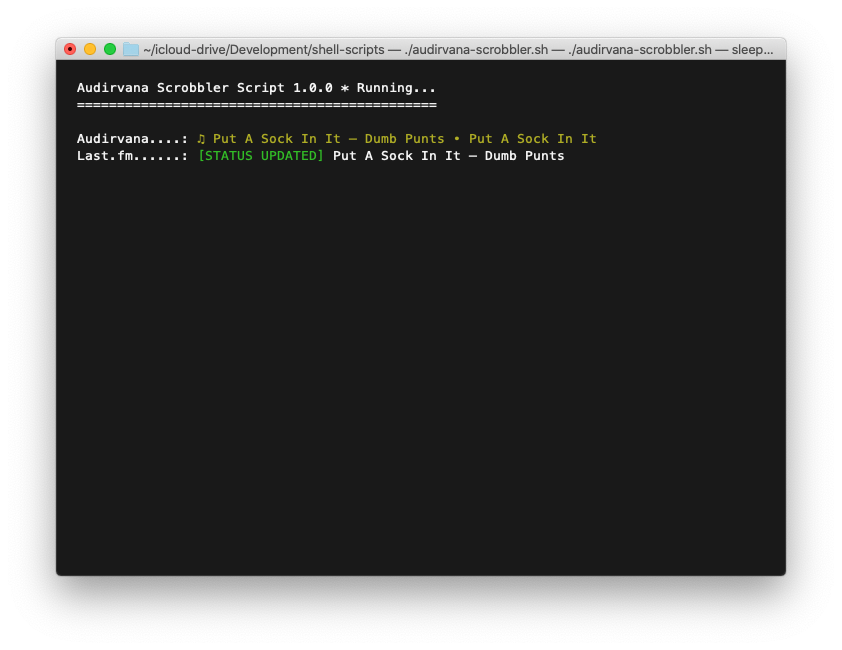 ~/icloud-drive/Development/shell-scripts — ./audirvana-scrobbler.sh — ./audirvana-scrobbler.sh — sleep...
Audirvana Scrobbler Script 1.0.0 * Running...
=============================================
Audirvana....: ♫ Put A Sock In It — Dumb Punts • Put A Sock In It
Last.fm......: [STATUS UPDATED] Put A Sock In It — Dumb Punts